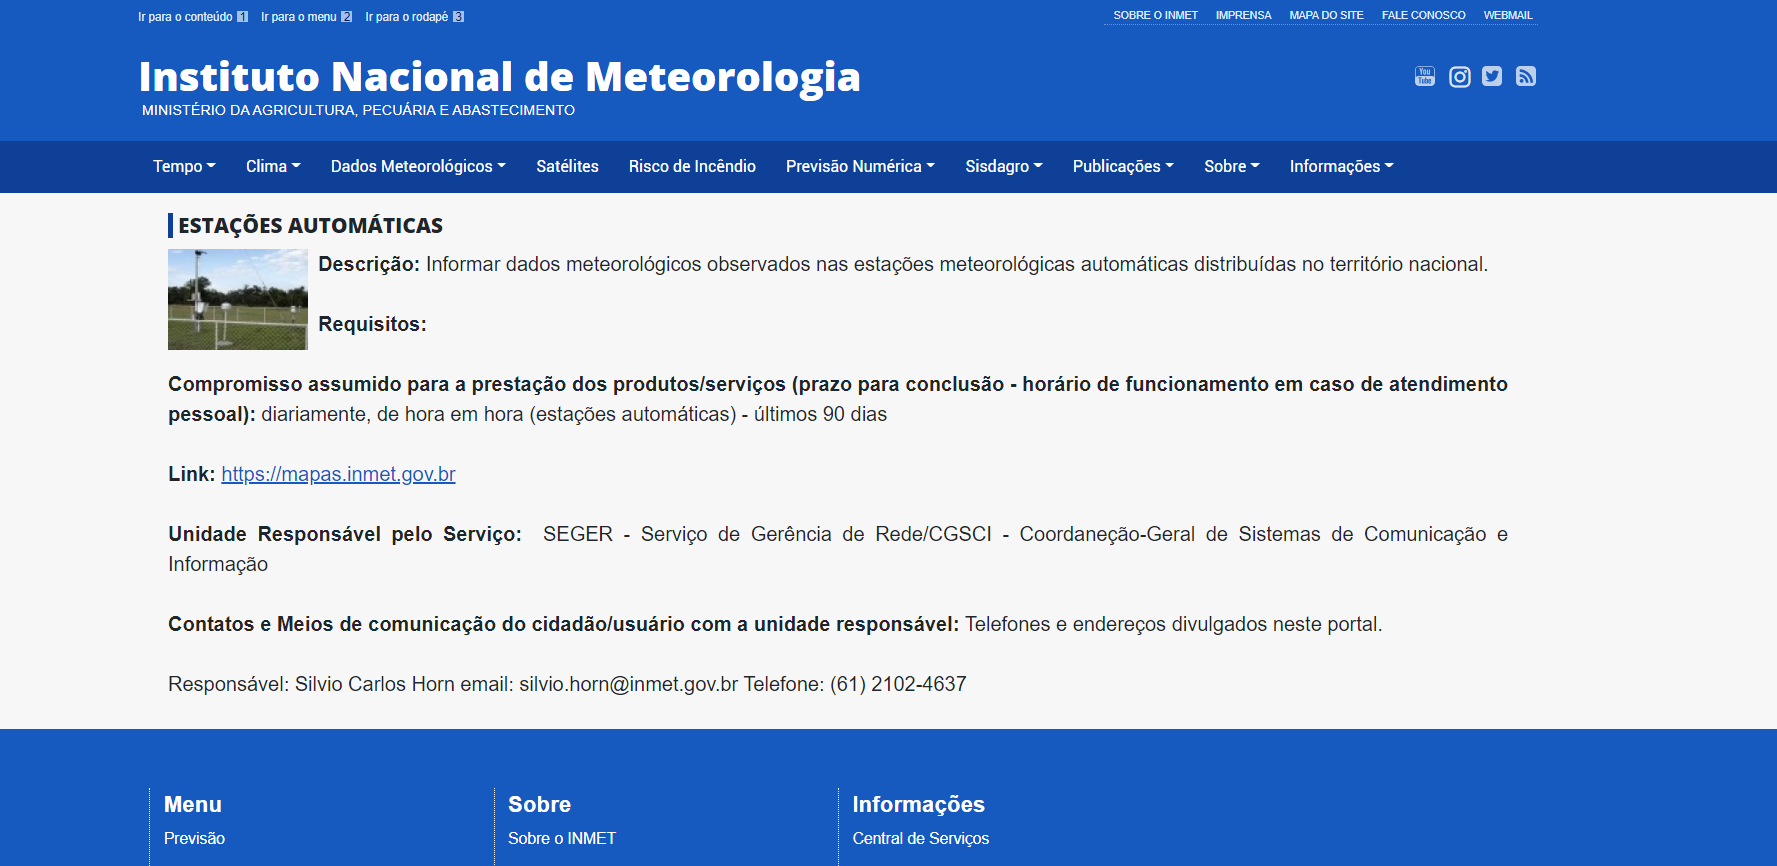 Ir para o conteúdo 1 Ir para o menu 2 Ir para o rodapé 3
SOBRE O INMET IMPRENSA MAPA DO SITE FALE CONOSCO WEBMAIL
Instituto Nacional de Meteorologia
MINISTÉRIO DA AGRICULTURA, PECUÁRIA E ABASTECIMENTO
You Tube
Tempo Clima Dados Meteorológicos Satélites Risco de Incêndio Previsão Numérica Sisdagro Publicações Sobre Informações
ESTAÇÕES AUTOMÁTICAS
Descrição: Informar dados meteorológicos observados nas estações meteorológicas automáticas distribuídas no território nacional.
Requisitos:
Compromisso assumido para a prestação dos produtos/serviços (prazo para conclusão - horário de funcionamento em caso de atendimento
pessoal): diariamente, de hora em hora (estações automáticas) - últimos 90 dias
Link: https://mapas.inmet.gov.br
Unidade Responsável pelo Serviço: SEGER - Serviço de Gerência de Rede/CGSCI - Coordaneção-Geral de Sistemas de Comunicação e
Informação
Contatos e Meios de comunicação do cidadão/usuário com a unidade responsável: Telefones e endereços divulgados neste portal.
Responsável: Silvio Carlos Horn email: silvio.horn@inmet.gov.br Telefone: (61) 2102-4637
Menu
Previsão
Sobre
Sobre o INMET
Informações
Central de Serviços